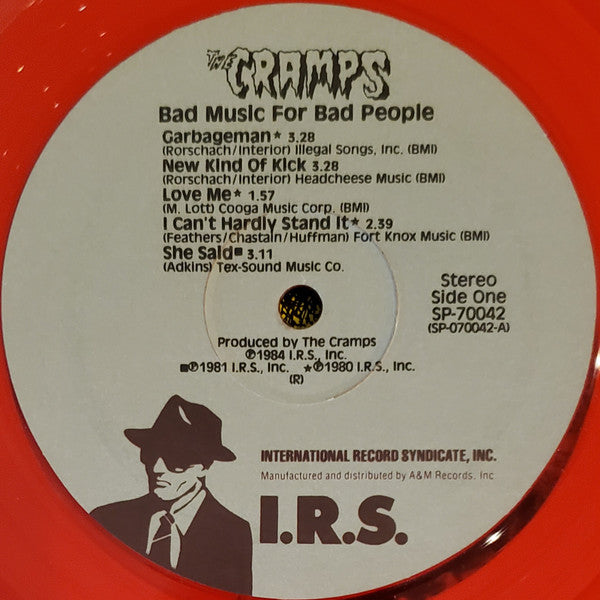 THE CRAMPS
Bad Music For Bad People
Garbageman★ 3.28
(Rorschach/Interior) Illegal Songs, Inc. (BMI)
New Kind Of Kick 3.28
(Rorschach/Interior) Headcheese Music (BMI)
Love Me★ 1.57
(M. Lott) Cooga Music Corp. (BMI)
I Can't Hardly Stand It★ 2.39
(Feathers/Chastain/Huffman) Fort Knox Music (BMI)
She Said■ 3.11
(Adkins) Tex-Sound Music Co.
Stereo
Side One
SP-70042
(SP-070042-A)
Produced by The Cramps
℗1984 I.R.S., Inc.
■℗1981 I.R.S., Inc. ★℗1980 I.R.S., Inc.
(R)
INTERNATIONAL RECORD SYNDICATE, INC.
Manufactured and distributed by A&M Records, Inc
I.R.S.